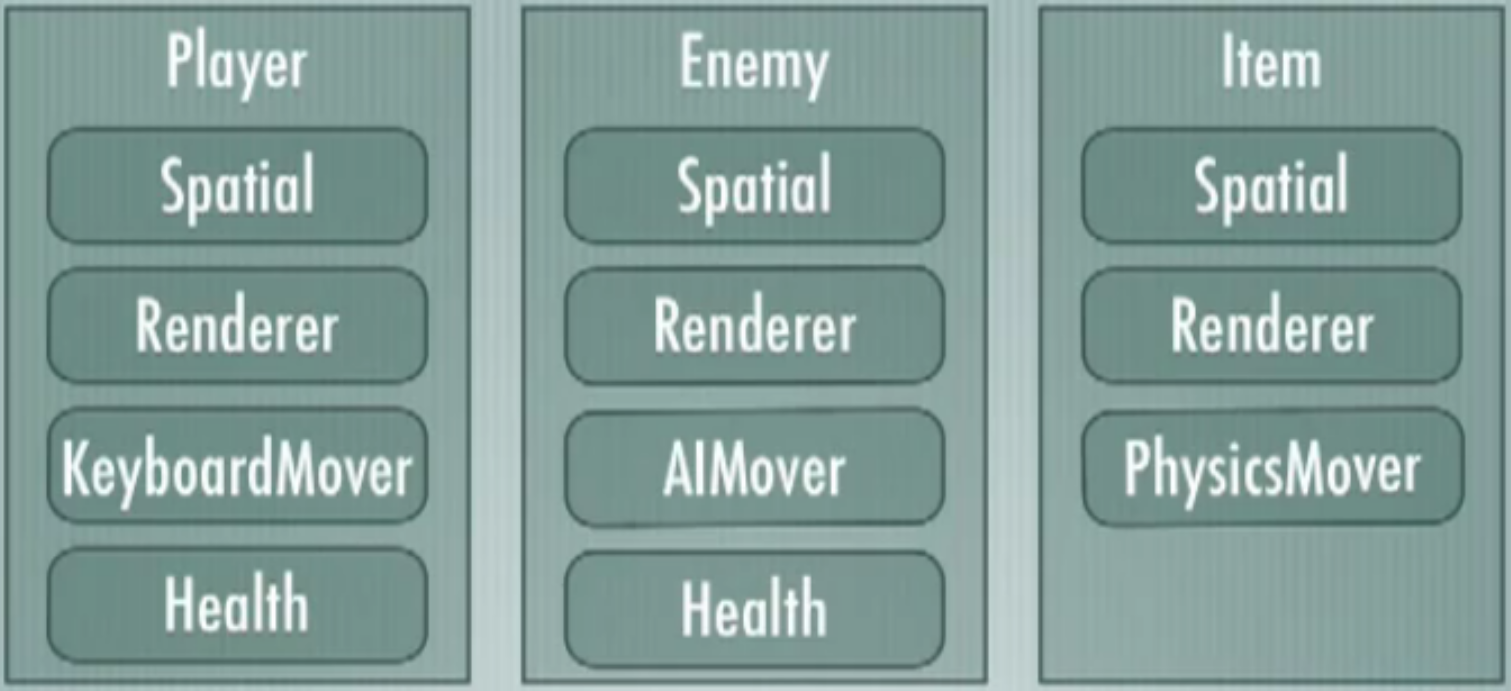 Player
Spatial
Renderer
KeyboardMover
Health
Enemy
Spatial
Renderer
AIMover
Health
Item
Spatial
Renderer
PhysicsMover